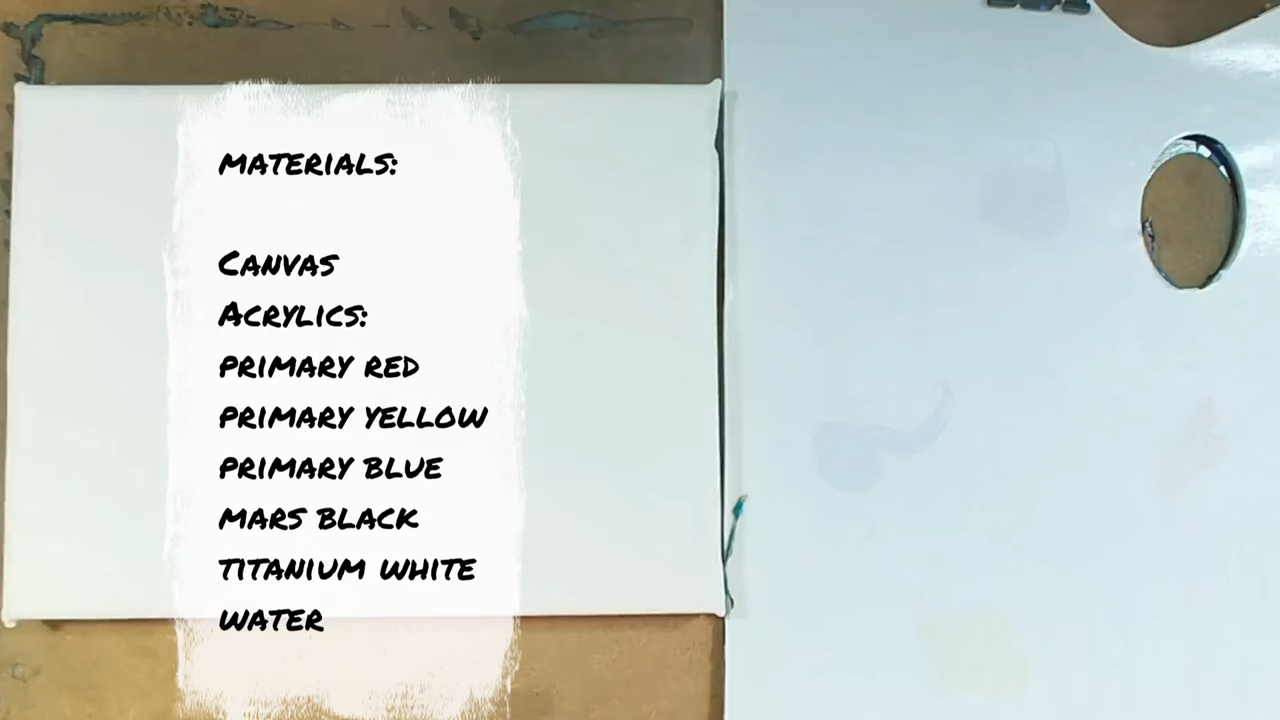 MATERIALS:
CANVAS
ACRYLICS:
PRIMARY RED
PRIMARY YELLOW
PRIMARY BLUE
MARS BLACK
TITANIUM WHITE
WATER